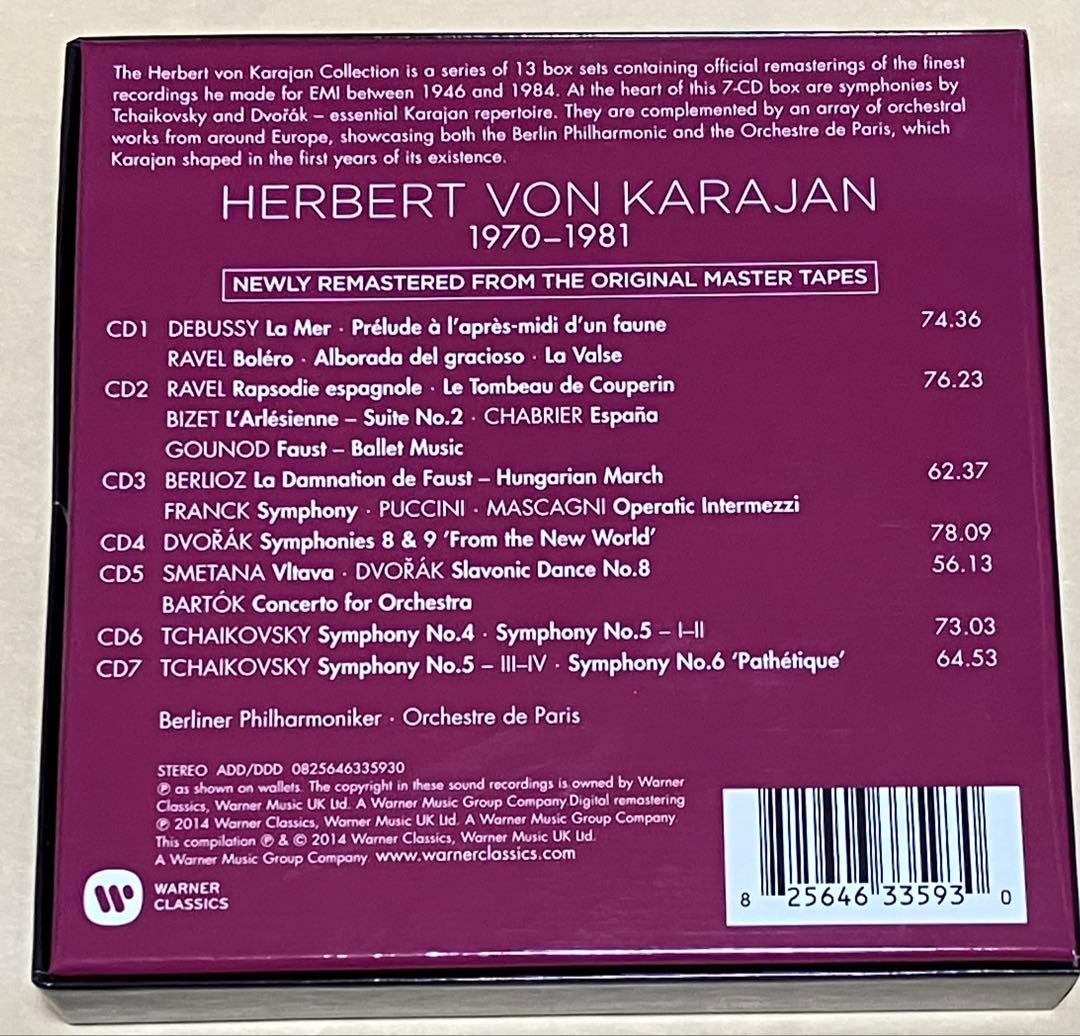 The Herbert von Karajan Collection is a series of 13 box sets containing official remasterings of the finest
recordings he made for EMI between 1946 and 1984. At the heart of this 7-CD box are symphonies by
Tchaikovsky and Dvořák – essential Karajan repertoire. They are complemented by an array of orchestral
works from around Europe, showcasing both the Berlin Philharmonic and the Orchestre de Paris, which
Karajan shaped in the first years of its existence.
HERBERT VON KARAJAN
1970–1981
NEWLY REMASTERED FROM THE ORIGINAL MASTER TAPES
CD1 DEBUSSY La Mer · Prélude à l’après-midi d’un faune 74.36
RAVEL Boléro · Alborada del gracioso · La Valse
CD2 RAVEL Rapsodie espagnole · Le Tombeau de Couperin 76.23
BIZET L’Arlésienne – Suite No.2 · CHABRIER España
GOUNOD Faust – Ballet Music
CD3 BERLIOZ La Damnation de Faust – Hungarian March 62.37
FRANCK Symphony · PUCCINI · MASCAGNI Operatic Intermezzi
CD4 DVOŘÁK Symphonies 8 & 9 ‘From the New World’ 78.09
CD5 SMETANA Vltava · DVOŘÁK Slavonic Dance No.8 56.13
BARTÓK Concerto for Orchestra
CD6 TCHAIKOVSKY Symphony No.4 · Symphony No.5 – I–II 73.03
CD7 TCHAIKOVSKY Symphony No.5 – III–IV · Symphony No.6 ‘Pathétique’ 64.53
Berliner Philharmoniker · Orchestre de Paris
STEREO ADD/DDD 0825646335930
℗ as shown on wallets. The copyright in these sound recordings is owned by Warner
Classics, Warner Music UK Ltd. A Warner Music Group Company.Digital remastering
℗ 2014 Warner Classics, Warner Music UK Ltd. A Warner Music Group Company.
This compilation ℗ & © 2014 Warner Classics, Warner Music UK Ltd.
A Warner Music Group Company. www.warnerclassics.com
WARNER
CLASSICS
8 25646 33593 0